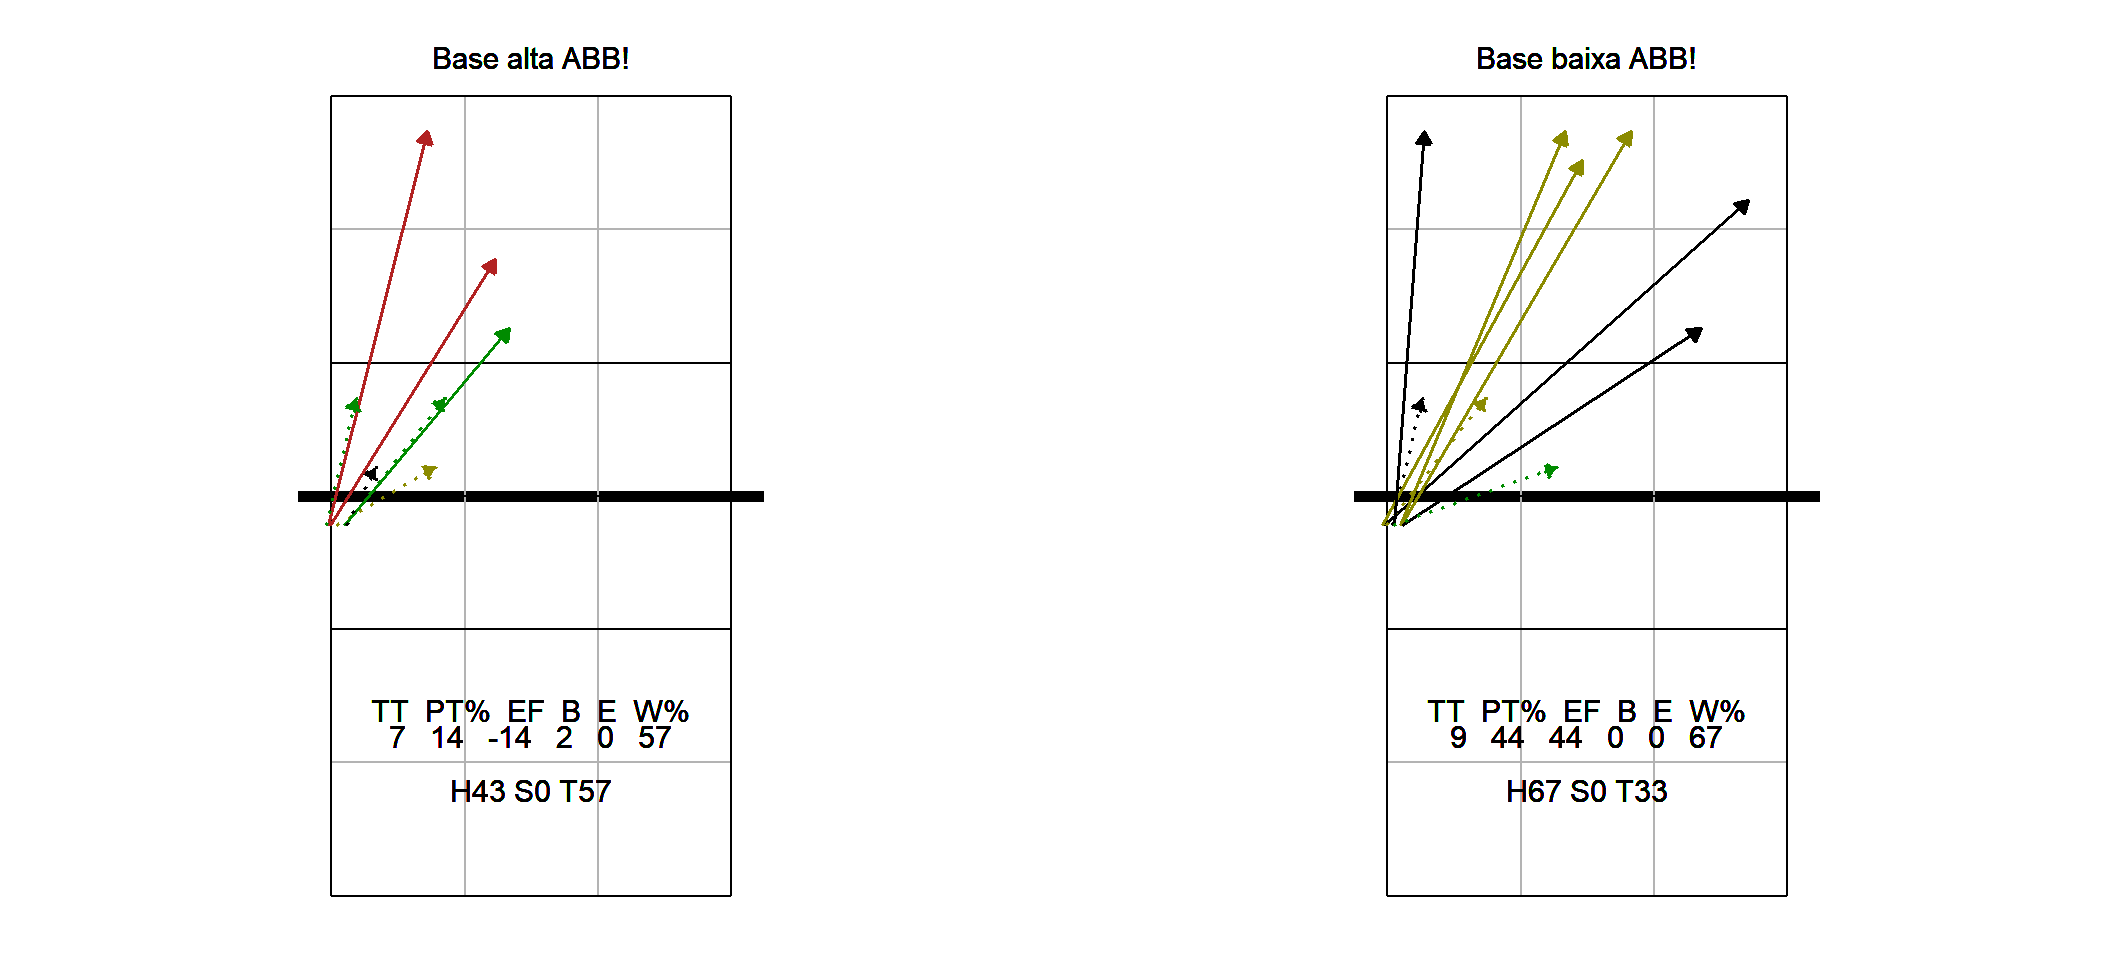 Base alta ABB!
TT PT% EF B E W%
7 14 -14 2 0 57
H43 S0 T57
Base baixa ABB!
TT PT% EF B E W%
9 44 44 0 0 67
H67 S0 T33